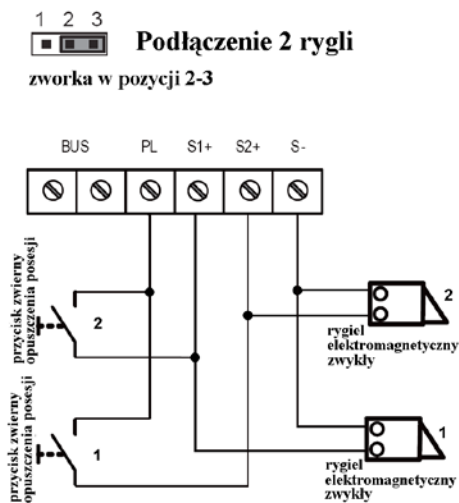 1 2 3
Podłączenie 2 rygli
zworka w pozycji 2-3
BUS PL S1+ S2+ S-
przycisk zwierny
opuszczenia posesji
2
2
rygiel
elektromagnetyczny
zwykły
przycisk zwierny
opuszczenia posesji
1
1
rygiel
elektromagnetyczny
zwykły